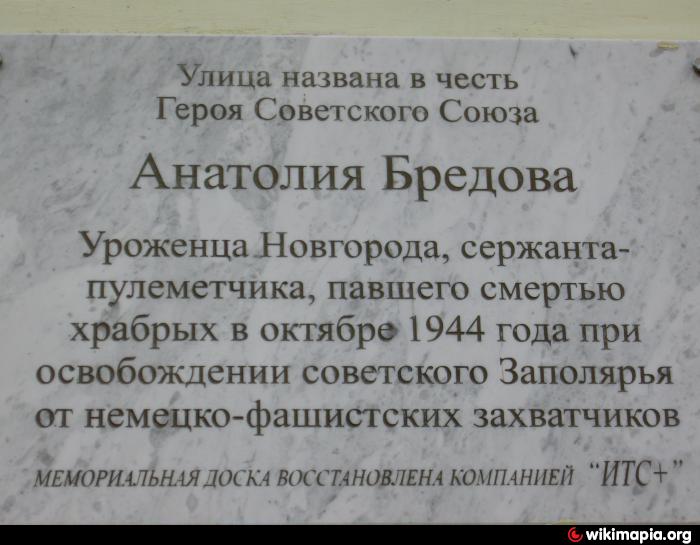 Улица названа в честь
Героя Советского Союза
Анатолия Бредова
Уроженца Новгорода, сержанта-
пулеметчика, павшего смертью
храбрых в октябре 1944 года при
освобождении советского Заполярья
от немецко-фашистских захватчиков
МЕМОРИАЛЬНАЯ ДОСКА ВОССТАНОВЛЕНА КОМПАНИЕЙ “ИТС+”
wikimapia.org